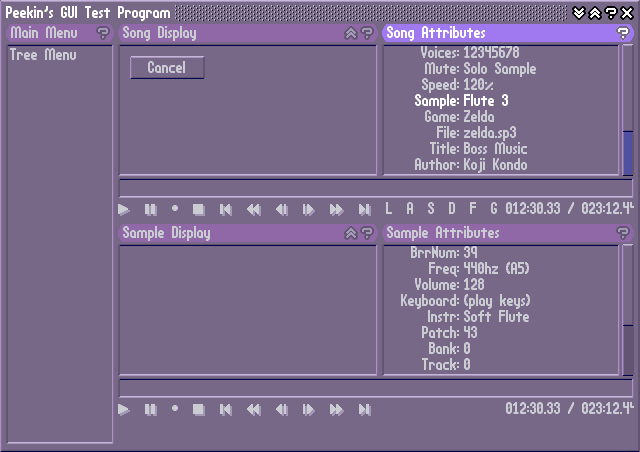 Peekin's GUI Test Program
Main Menu ?
Tree Menu
Song Display ?
Cancel
Song Attributes ?
Voices: 12345678
Mute: Solo Sample
Speed: 120%
Sample: Flute 3
Game: Zelda
File: zelda.sp3
Title: Boss Music
Author: Koji Kondo
L A S D F G 012:30.33 / 023:12.44
Sample Display ?
Sample Attributes ?
BrrNum: 39
Freq: 440hz (A5)
Volume: 128
Keyboard: (play keys)
Instr: Soft Flute
Patch: 43
Bank: 0
Track: 0
012:30.33 / 023:12.44